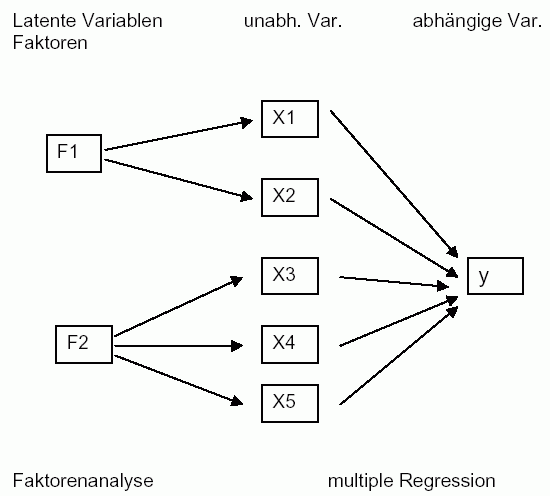 Latente Variablen unabh. Var. abhängige Var.
Faktoren
X1
F1
X2
X3
y
F2
X4
X5
Faktorenanalyse multiple Regression